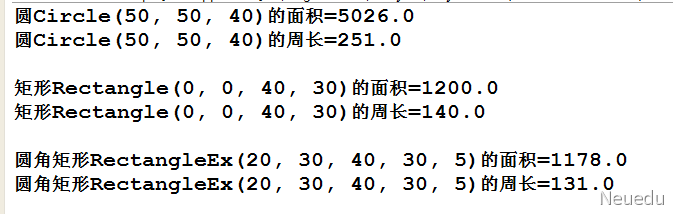 圆Circle(50, 50, 40)的面积=5026.0
圆Circle(50, 50, 40)的周长=251.0
矩形Rectangle(0, 0, 40, 30)的面积=1200.0
矩形Rectangle(0, 0, 40, 30)的周长=140.0
圆角矩形RectangleEx(20, 30, 40, 30, 5)的面积=1178.0
圆角矩形RectangleEx(20, 30, 40, 30, 5)的周长=131.0
Neuedu